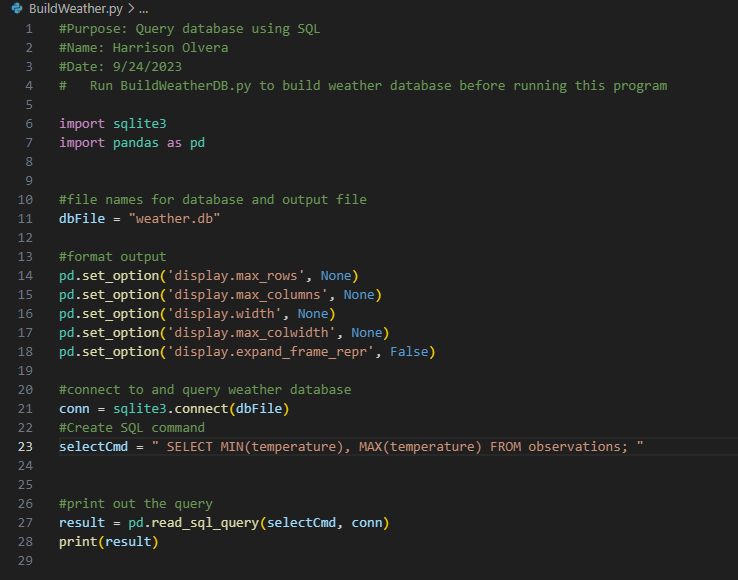 BuildWeather.py > ...
1 #Purpose: Query database using SQL
2 #Name: Harrison Olvera
3 #Date: 9/24/2023
4 #   Run BuildWeatherDB.py to build weather database before running this program
5
6 import sqlite3
7 import pandas as pd
8
9
10 #file names for database and output file
11 dbFile = "weather.db"
12
13 #format output
14 pd.set_option('display.max_rows', None)
15 pd.set_option('display.max_columns', None)
16 pd.set_option('display.width', None)
17 pd.set_option('display.max_colwidth', None)
18 pd.set_option('display.expand_frame_repr', False)
19
20 #connect to and query weather database
21 conn = sqlite3.connect(dbFile)
22 #Create SQL command
23 selectCmd = " SELECT MIN(temperature), MAX(temperature) FROM observations; "
24
25
26 #print out the query
27 result = pd.read_sql_query(selectCmd, conn)
28 print(result)
29